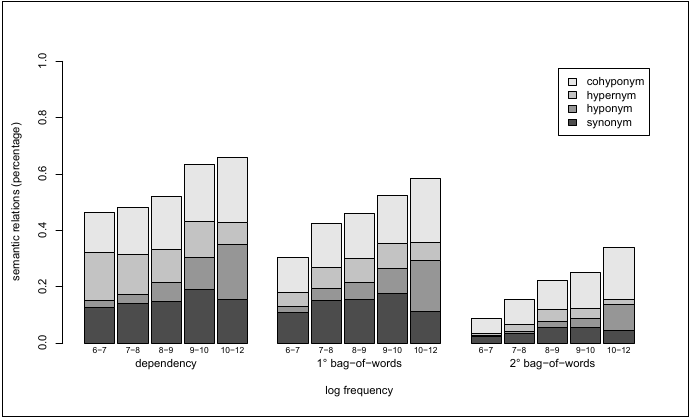 cohyponym
hypernym
hyponym
synonym
semantic relations (percentage)
1.0
0.8
0.6
0.4
0.2
0.0
6−7 7−8 8−9 9−10 10−12 6−7 7−8 8−9 9−10 10−12 6−7 7−8 8−9 9−10 10−12
dependency 1° bag−of−words 2° bag−of−words
log frequency